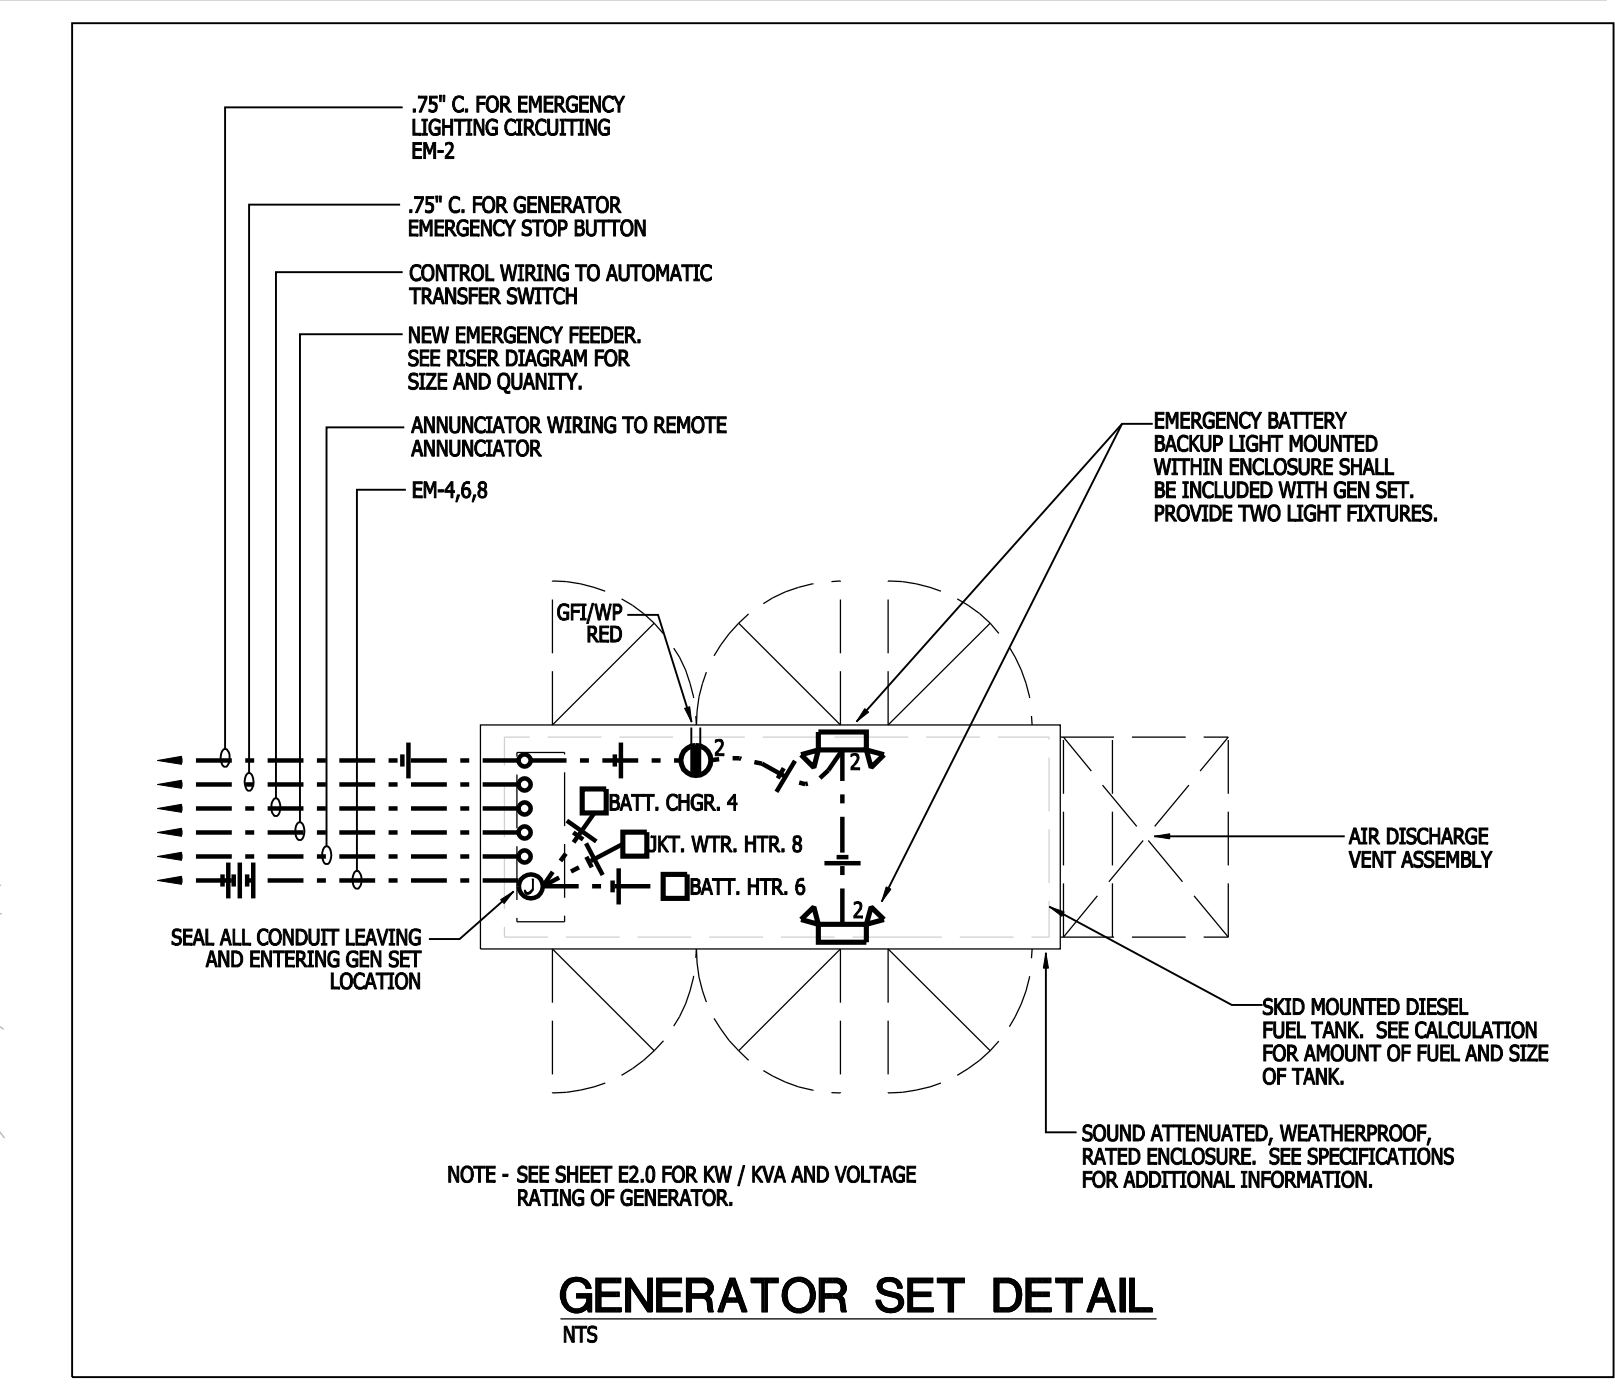 .75" C. FOR EMERGENCY
LIGHTING CIRCUITING
EM-2
.75" C. FOR GENERATOR
EMERGENCY STOP BUTTON
CONTROL WIRING TO AUTOMATIC
TRANSFER SWITCH
NEW EMERGENCY FEEDER.
SEE RISER DIAGRAM FOR
SIZE AND QUANITY.
ANNUNCIATOR WIRING TO REMOTE
ANNUNCIATOR
EM-4,6,8
EMERGENCY BATTERY
BACKUP LIGHT MOUNTED
WITHIN ENCLOSURE SHALL
BE INCLUDED WITH GEN SET.
PROVIDE TWO LIGHT FIXTURES.
GFI/WP
RED
2
2
BATT. CHGR. 4
JKT. WTR. HTR. 8
BATT. HTR. 6
J
2
AIR DISCHARGE
VENT ASSEMBLY
SEAL ALL CONDUIT LEAVING
AND ENTERING GEN SET
LOCATION
SKID MOUNTED DIESEL
FUEL TANK. SEE CALCULATION
FOR AMOUNT OF FUEL AND SIZE
OF TANK.
SOUND ATTENUATED, WEATHERPROOF,
RATED ENCLOSURE. SEE SPECIFICATIONS
FOR ADDITIONAL INFORMATION.
NOTE - SEE SHEET E2.0 FOR KW / KVA AND VOLTAGE
RATING OF GENERATOR.
GENERATOR SET DETAIL
NTS